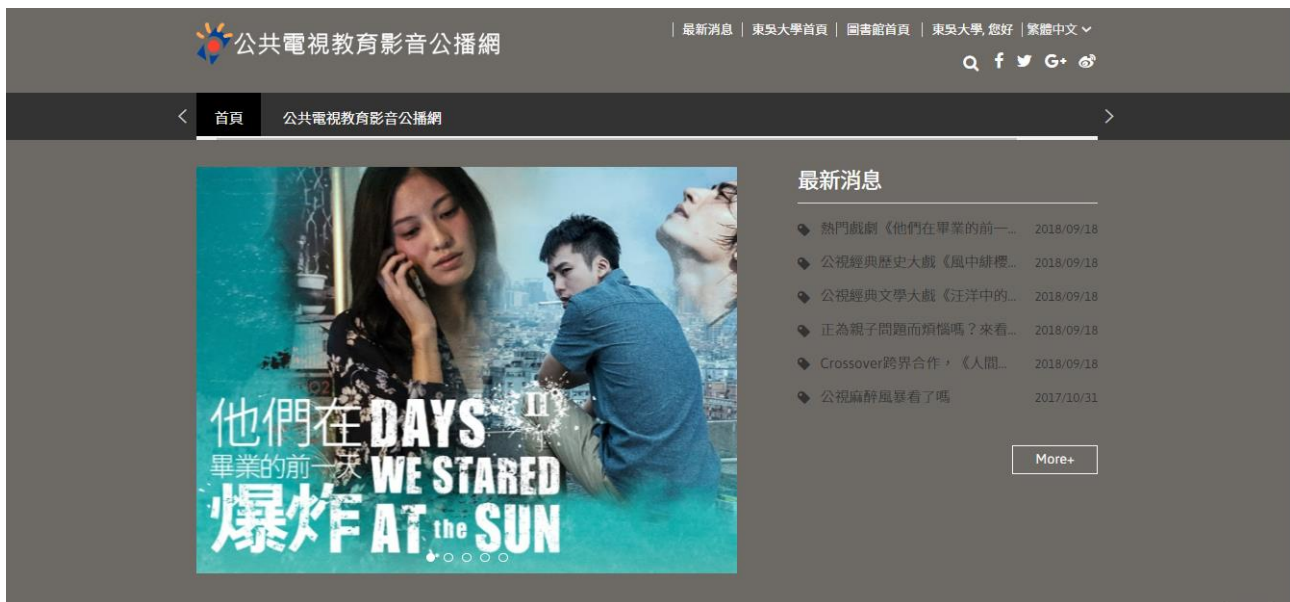 公共電視教育影音公播網
| 最新消息 | 東吳大學首頁 | 圖書館首頁 | 東吳大學, 您好 | 繁體中文
G+
首頁 公共電視教育影音公播網
最新消息
熱門戲劇《他們在畢業的前一... 2018/09/18
公視經典歷史大戲《風中緋櫻... 2018/09/18
公視經典文學大戲《汪洋中的... 2018/09/18
正為親子問題而煩惱嗎？來看... 2018/09/18
Crossover跨界合作，《人間... 2018/09/18
公視麻醉風暴看了嗎 2017/10/31
More+
他們在
畢業的前一天
爆炸
II
DAYS
WE STARED
AT the SUN